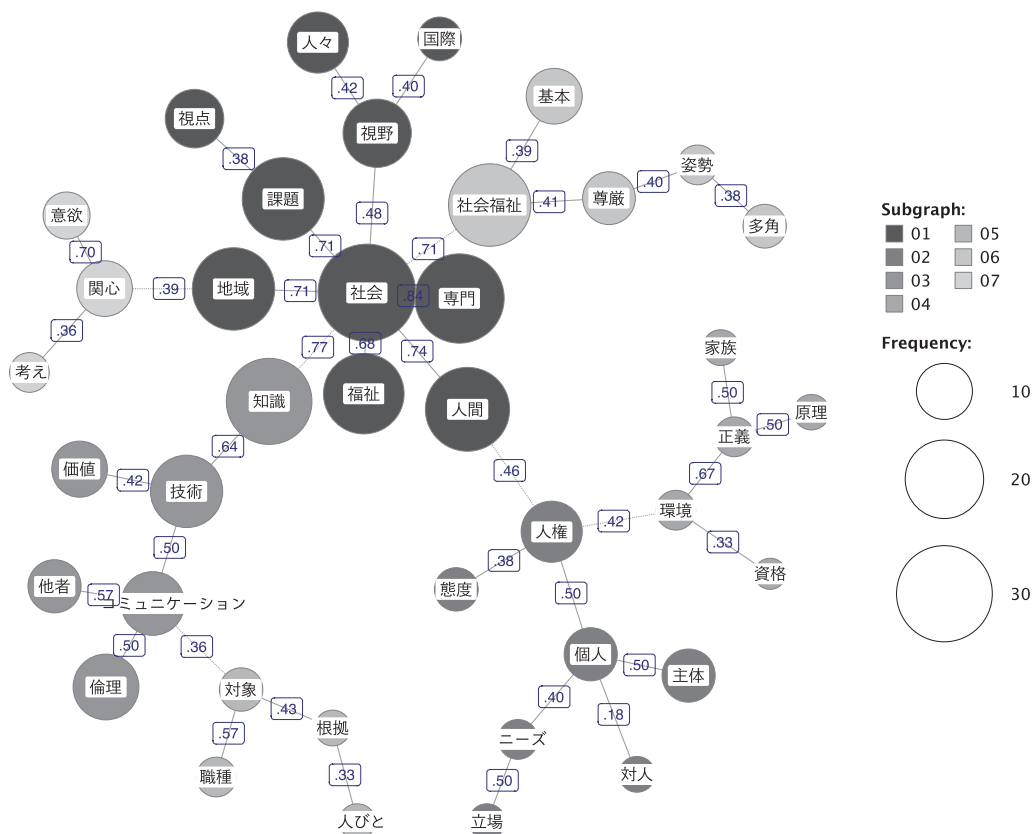 人々
国際
.42
.40
視点
視野
基本
.38
.39
課題
社会福祉
.41
尊厳
.40
姿勢
.38
多角
.48
意欲
.70
.71
.71
関心
.39
地域
.71
社会
.84
専門
.36
考え
.77
.68
.74
知識
福祉
人間
家族
.50
原理
.50
正義
.64
.46
.67
価値
.42
技術
環境
人権
.42
.50
.38
.33
資格
他者
.57
コミュニケーション
態度
.50
.50
.36
個人
.50
主体
倫理
対象
.40
.18
.43
根拠
.57
ニーズ
職種
.33
.50
対人
人びと
立場
Subgraph:
01
05
02
06
03
07
04
Frequency:
10
20
30